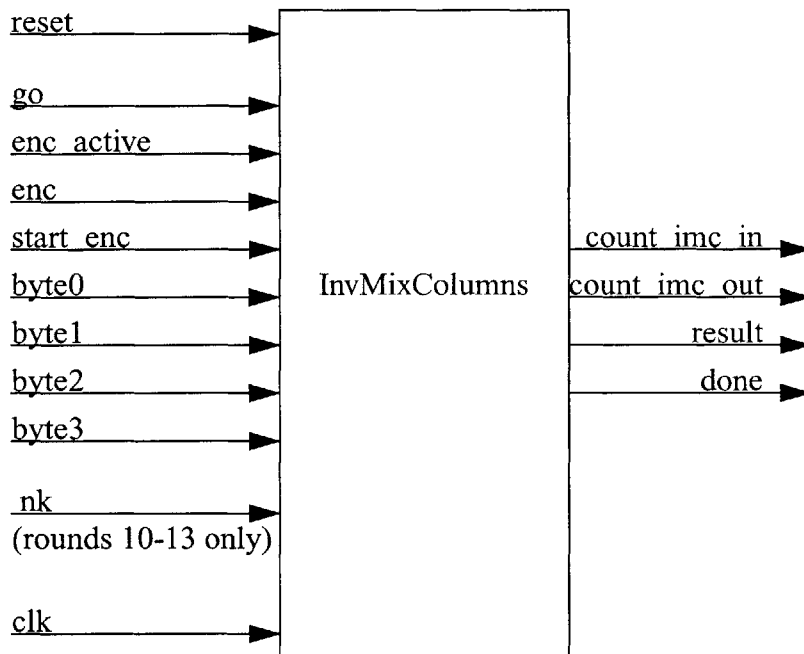 reset
go
enc_active
enc
start_enc
byte0
byte1
byte2
byte3
nk
(rounds 10-13 only)
clk
InvMixColumns
count_imc_in
count_imc_out
result
done